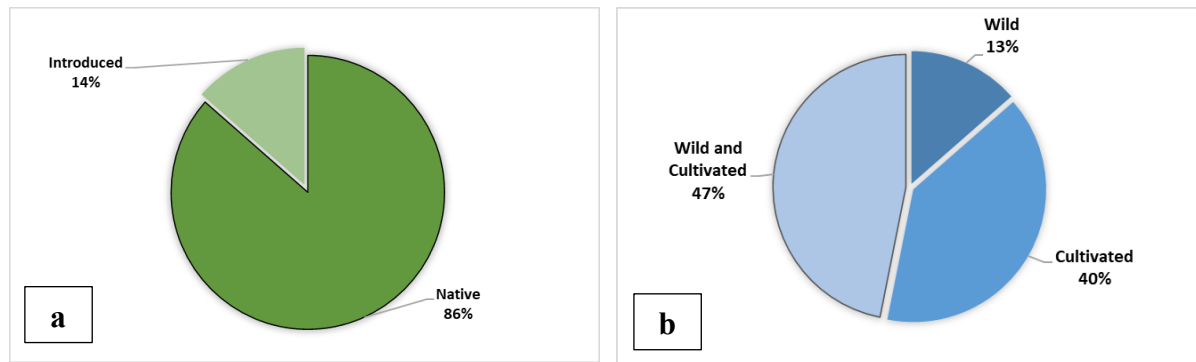 Introduced
14%
Native
86%
a
Wild
13%
Wild and
Cultivated
47%
Cultivated
40%
b